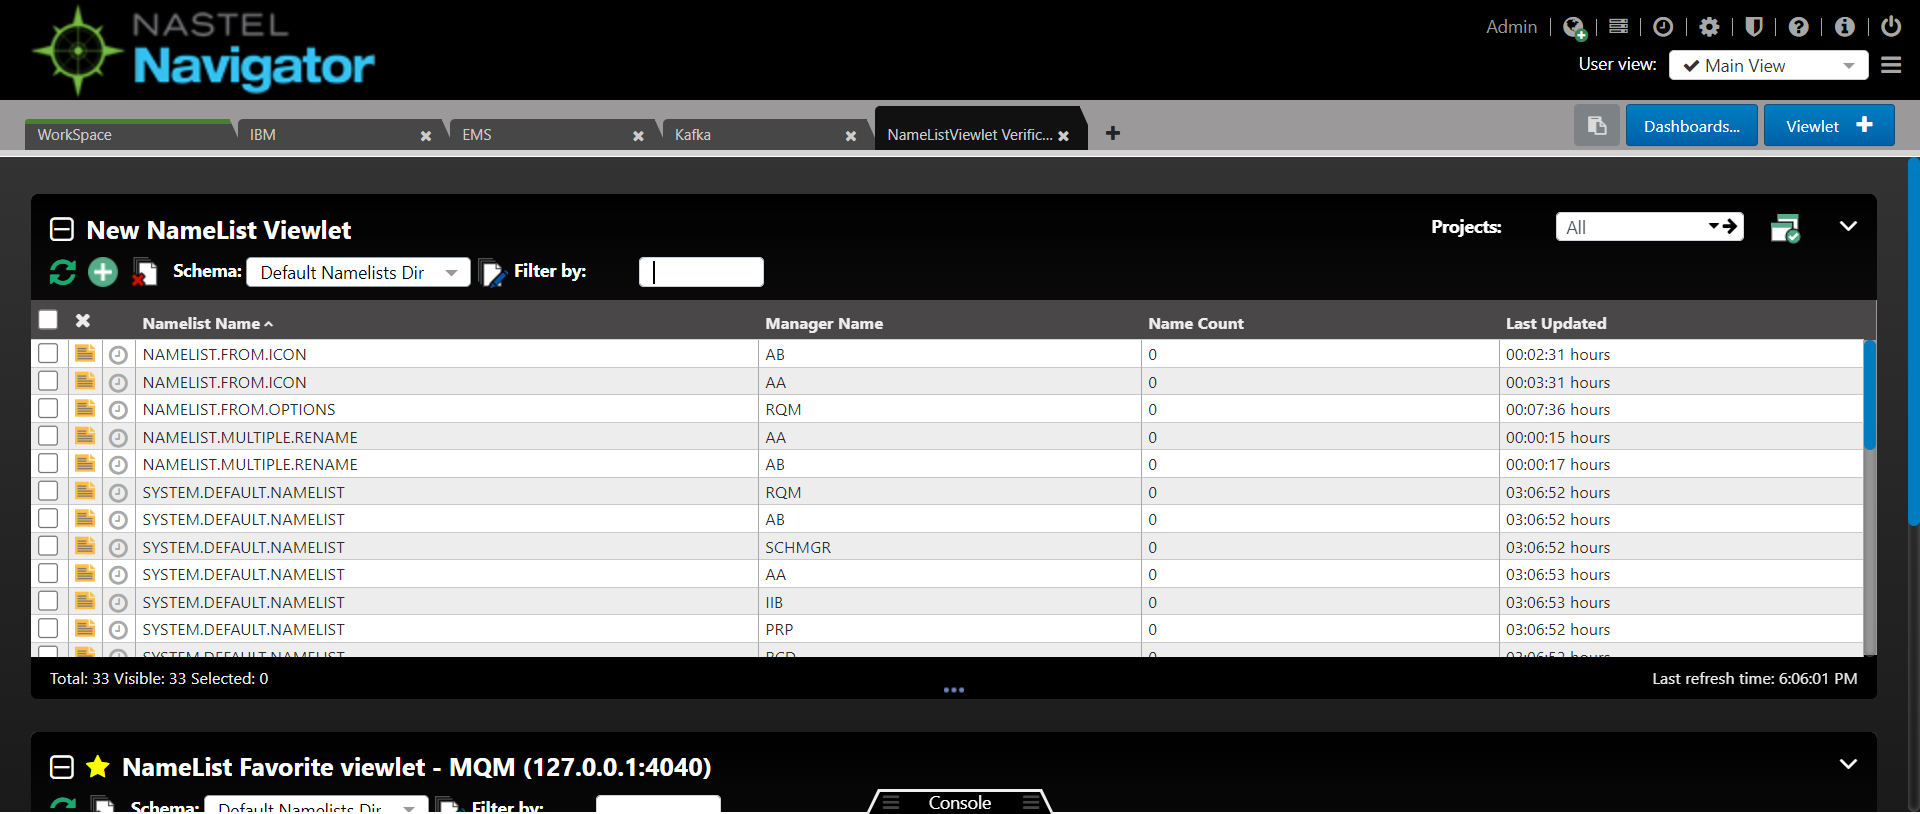 NASTEL
Navigator
Admin
User view: Main View
WorkSpace
IBM
EMS
Kafka
NameListViewlet Verific...
Dashboards...
Viewlet
New NameList Viewlet
Projects: All
Schema: Default Namelists Dir Filter by:
Namelist Name Manager Name Name Count Last Updated
NAMELIST.FROM.ICON AB 0 00:02:31 hours
NAMELIST.FROM.ICON AA 0 00:03:31 hours
NAMELIST.FROM.OPTIONS RQM 0 00:07:36 hours
NAMELIST.MULTIPLE.RENAME AA 0 00:00:15 hours
NAMELIST.MULTIPLE.RENAME AB 0 00:00:17 hours
SYSTEM.DEFAULT.NAMELIST RQM 0 03:06:52 hours
SYSTEM.DEFAULT.NAMELIST AB 0 03:06:52 hours
SYSTEM.DEFAULT.NAMELIST SCHMGR 0 03:06:52 hours
SYSTEM.DEFAULT.NAMELIST AA 0 03:06:53 hours
SYSTEM.DEFAULT.NAMELIST IIB 0 03:06:53 hours
SYSTEM.DEFAULT.NAMELIST PRP 0 03:06:52 hours
SYSTEM.DEFAULT.NAMELIST 0 03:06:52 hours
Total: 33 Visible: 33 Selected: 0
Last refresh time: 6:06:01 PM
NameList Favorite viewlet - MQM (127.0.0.1:4040)
Schema: Default Namelists Dir Filter by:
Console